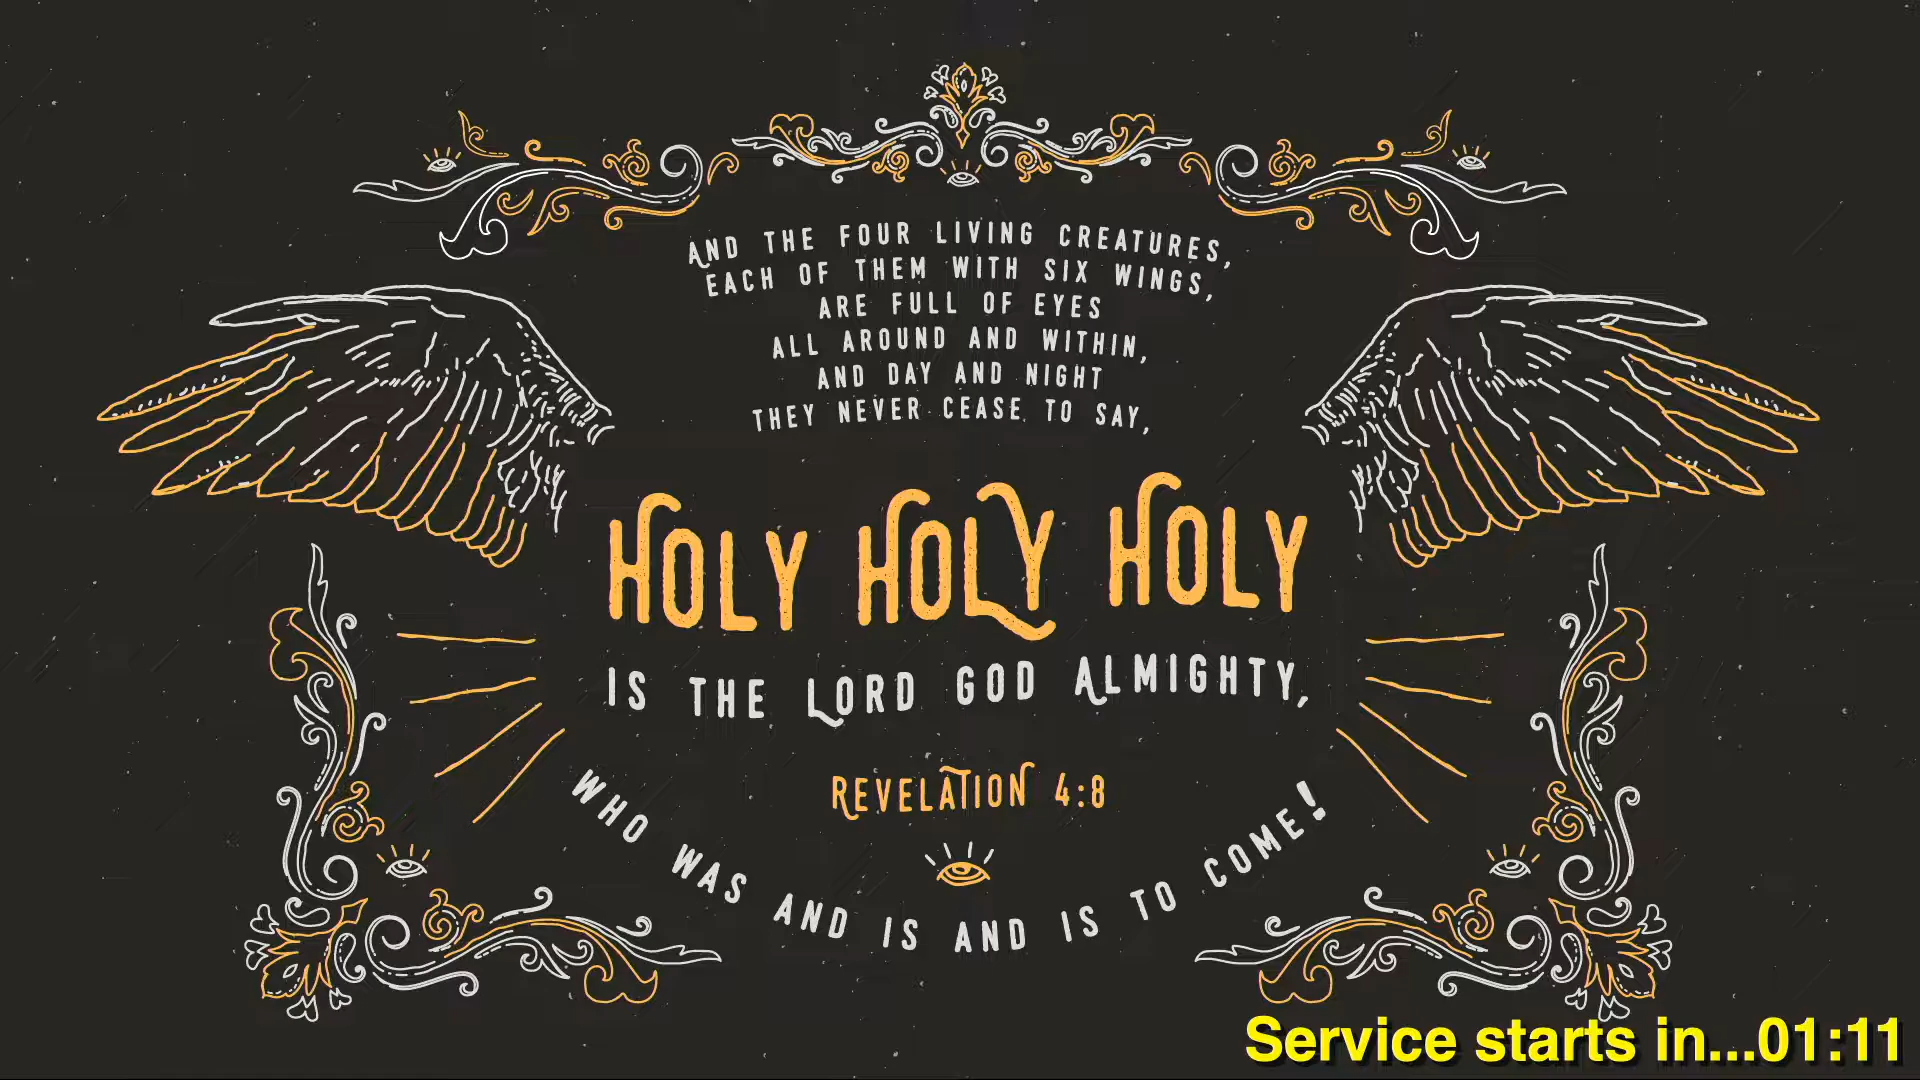 AND THE FOUR LIVING CREATURES,
EACH OF THEM WITH SIX WINGS,
ARE FULL OF EYES
ALL AROUND AND WITHIN,
AND DAY AND NIGHT
THEY NEVER CEASE TO SAY,
HOLY HOLY HOLY
IS THE LORD GOD ALMIGHTY,
WHO WAS AND IS AND IS TO COME!
REVELATION 4:8
Service starts in...01:11